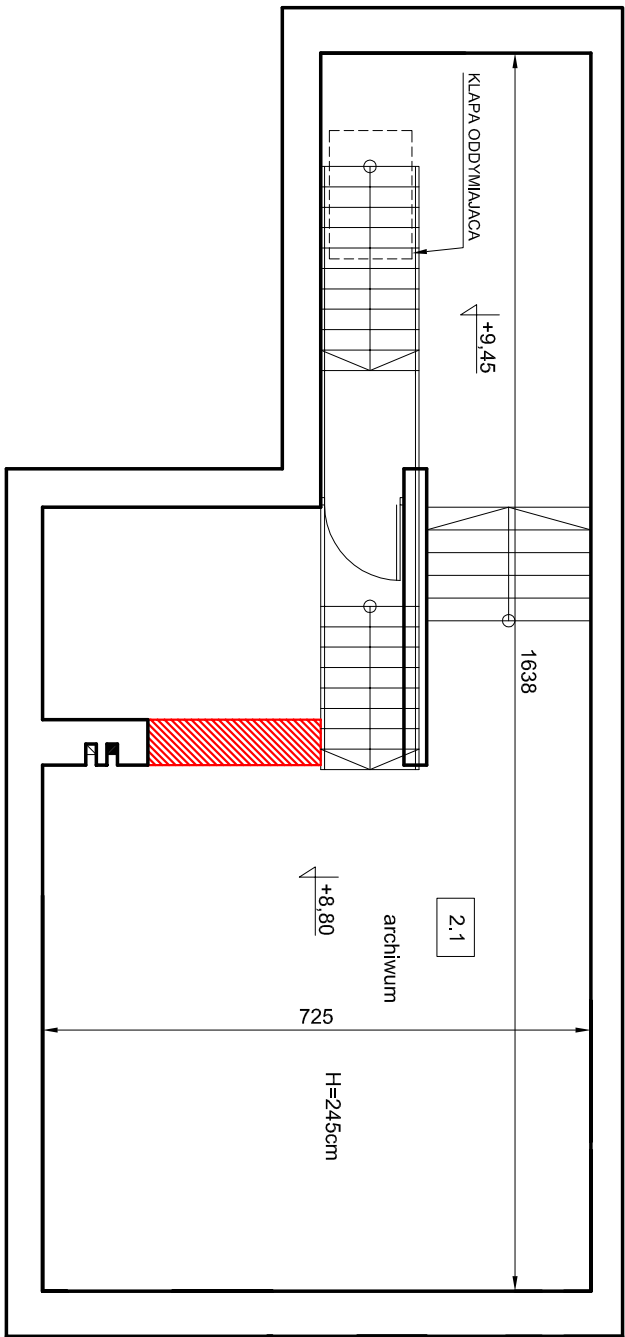 KLAPA ODDYMIAJACA
+9,45
1638
2.1
archiwum
+8,80
725
H=245cm